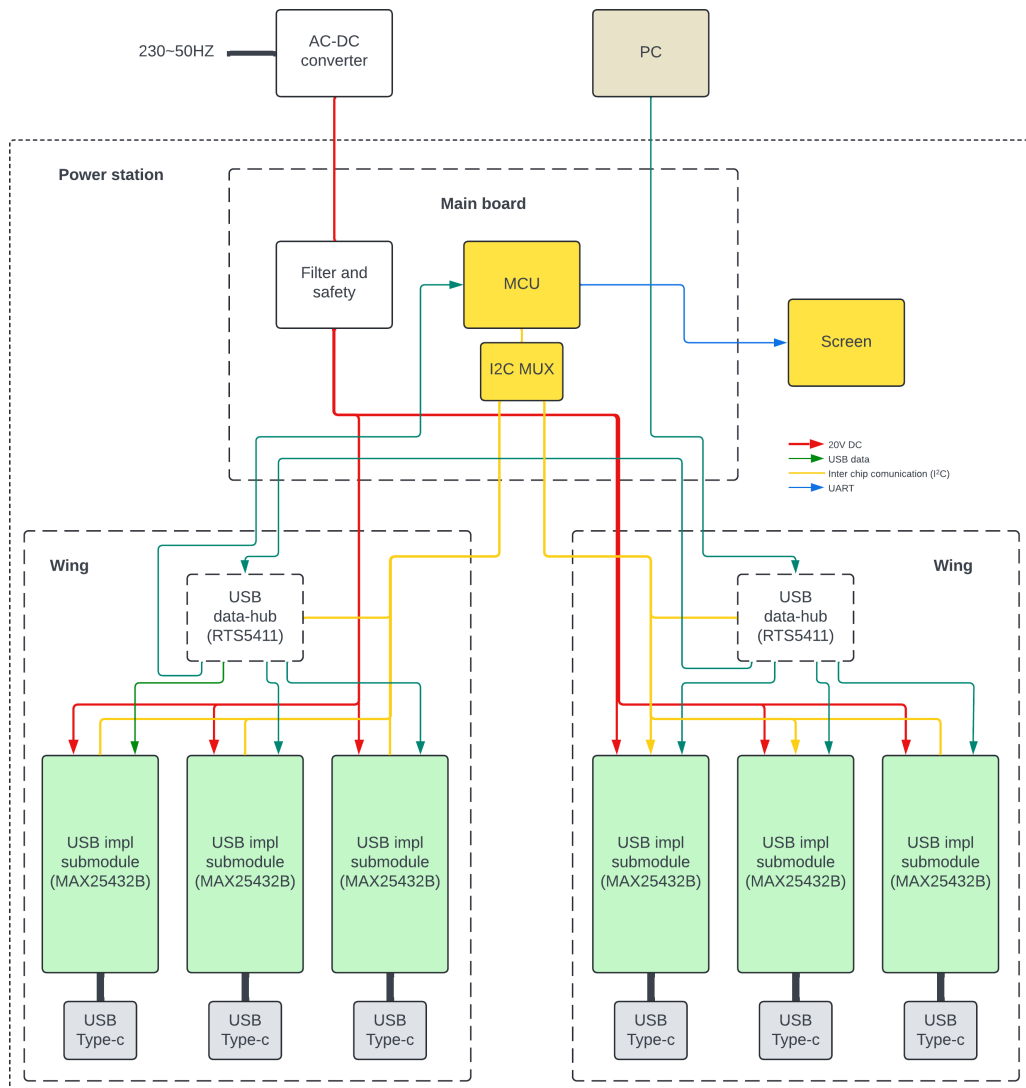 230~50HZ
AC-DC
converter
PC
Power station
Main board
Filter and
safety
MCU
I2C MUX
Screen
20V DC
USB data
Inter chip comunication (I²C)
UART
Wing
USB
data-hub
(RTS5411)
USB impl
submodule
(MAX25432B)
USB impl
submodule
(MAX25432B)
USB impl
submodule
(MAX25432B)
USB
Type-c
USB
Type-c
USB
Type-c
Wing
USB
data-hub
(RTS5411)
USB impl
submodule
(MAX25432B)
USB impl
submodule
(MAX25432B)
USB impl
submodule
(MAX25432B)
USB
Type-c
USB
Type-c
USB
Type-c